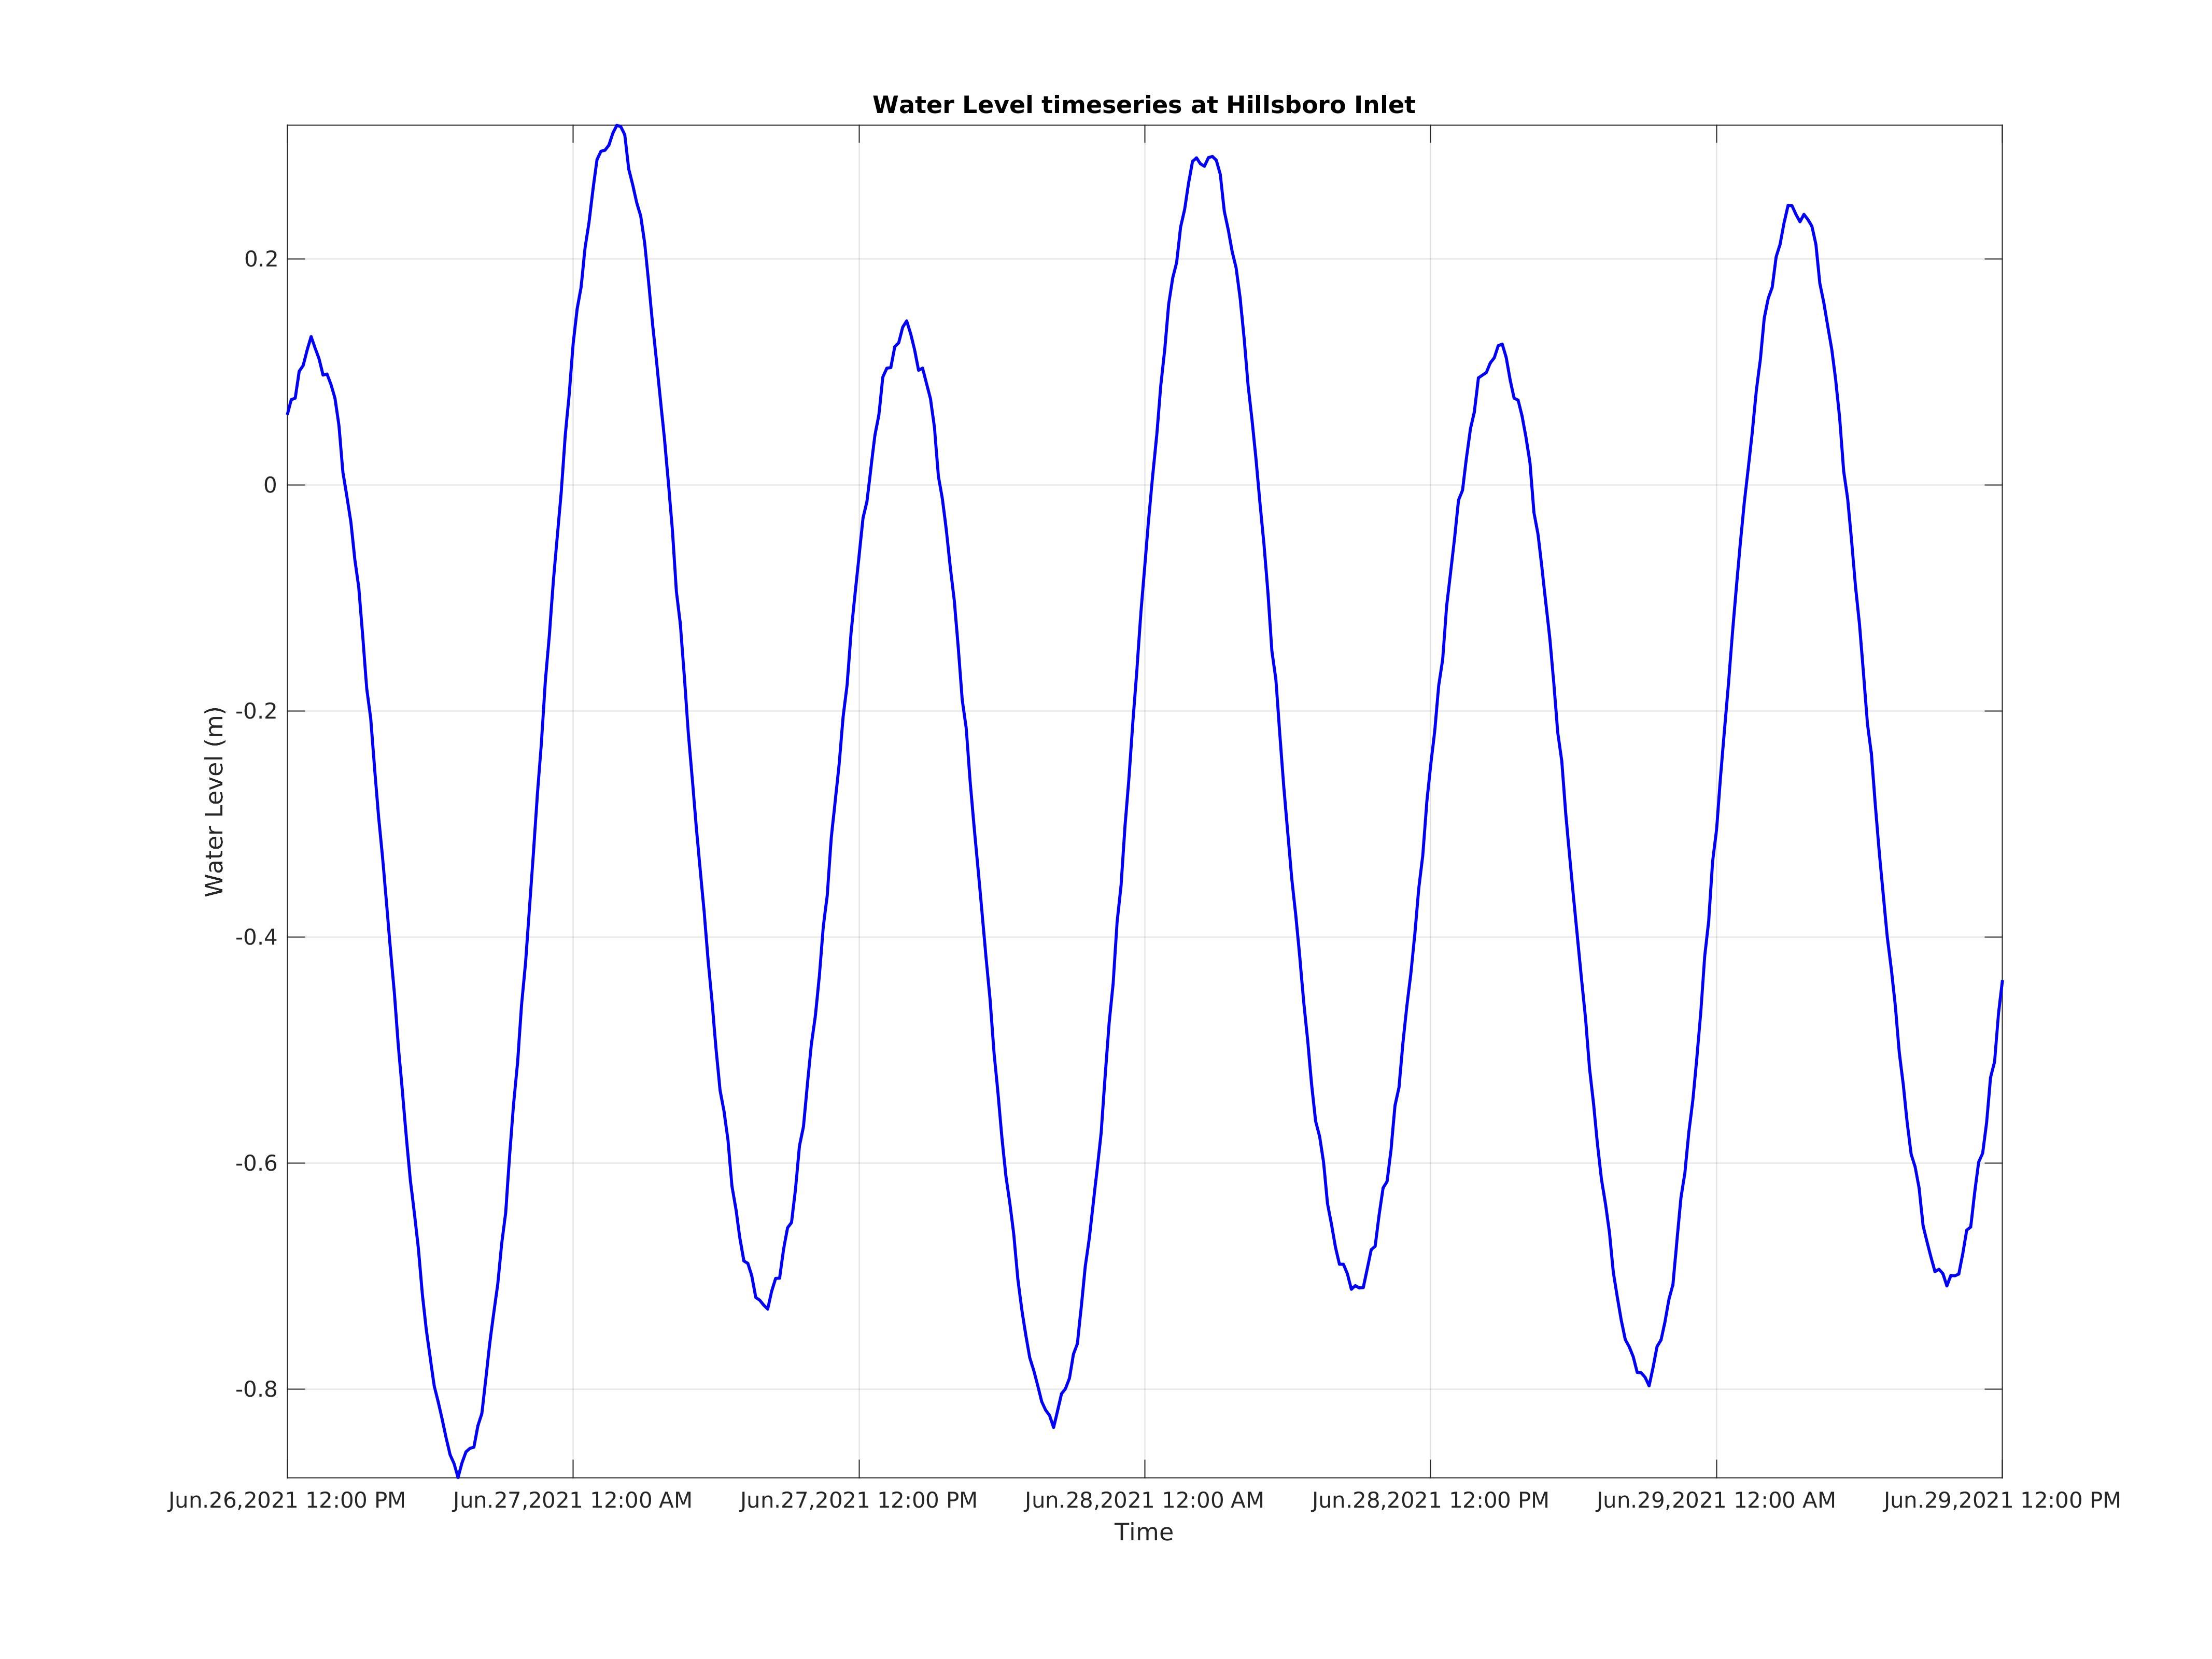 Water Level timeseries at Hillsboro Inlet
0.2
0
-0.2
-0.4
-0.6
-0.8
Water Level (m)
Jun.26,2021 12:00 PM
Jun.27,2021 12:00 AM
Jun.27,2021 12:00 PM
Jun.28,2021 12:00 AM
Jun.28,2021 12:00 PM
Jun.29,2021 12:00 AM
Jun.29,2021 12:00 PM
Time